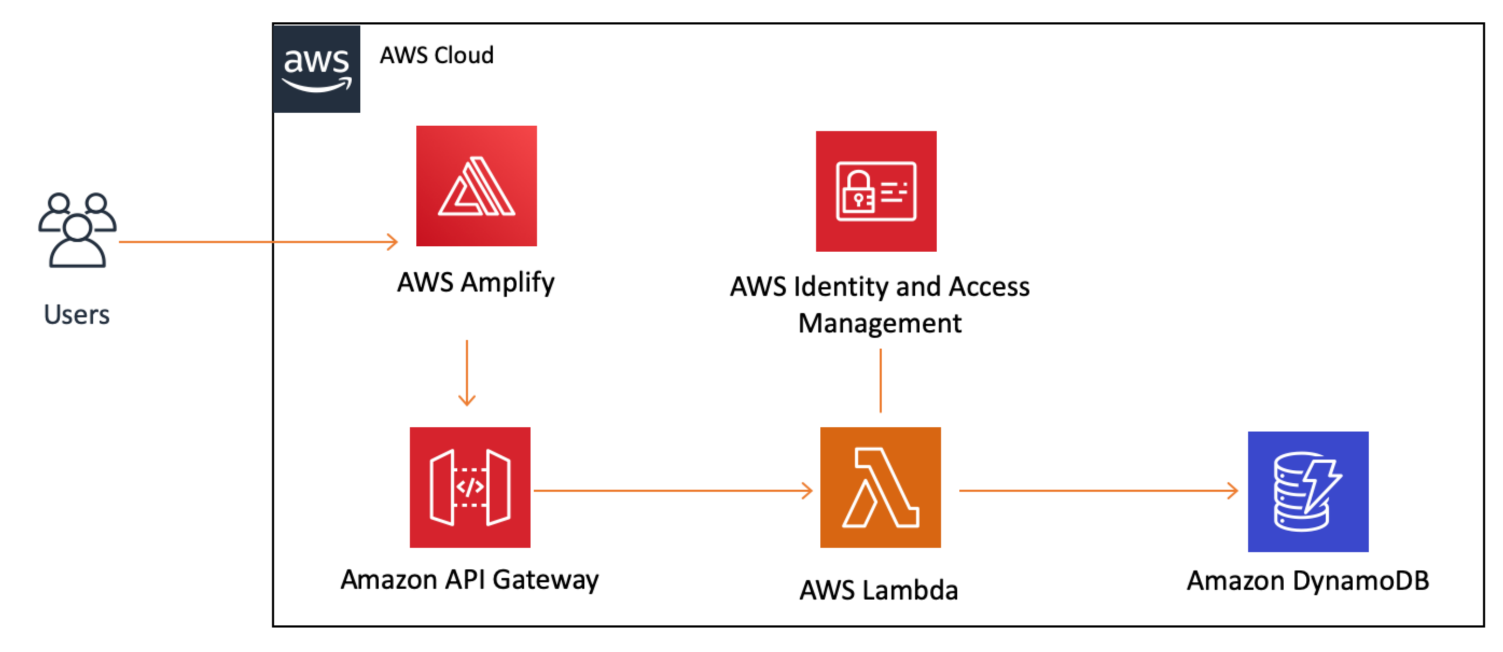 aws
AWS Cloud
AWS Amplify
AWS Identity and Access
Management
Users
</>
Amazon API Gateway
AWS Lambda
Amazon DynamoDB